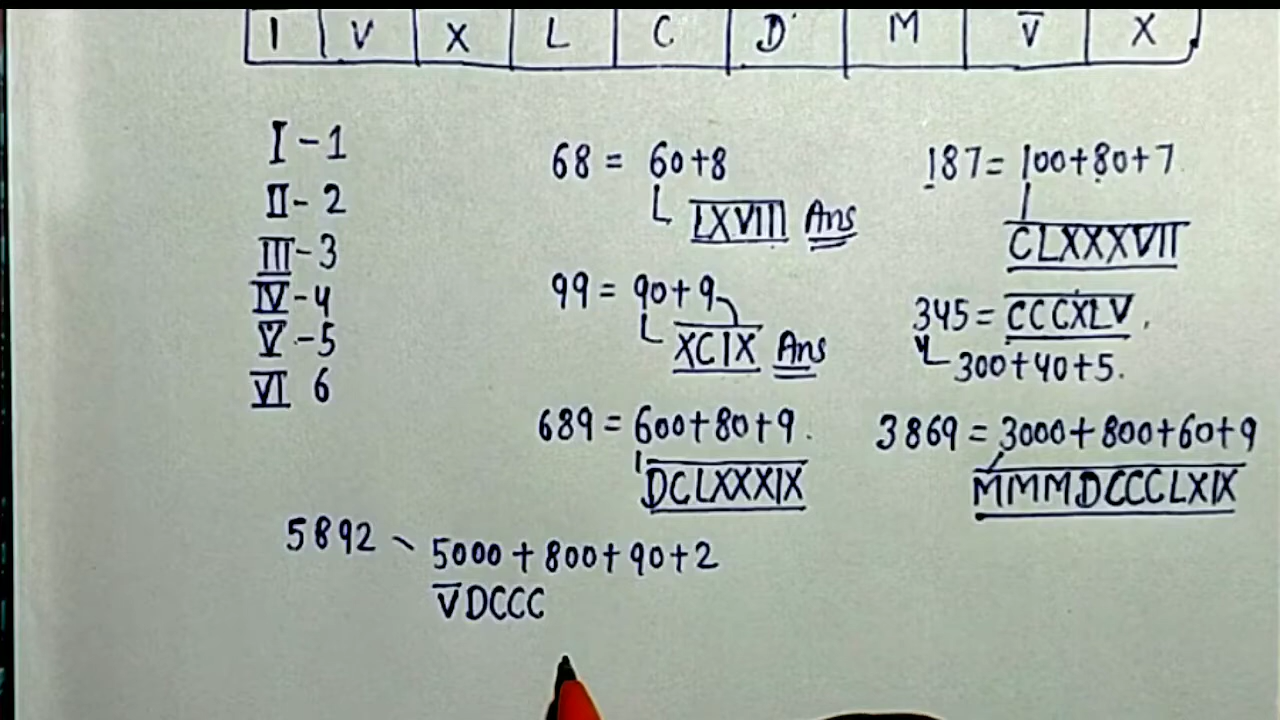 I V X L C D M V̅ X
I - 1
II - 2
III - 3
IV - 4
V - 5
VI 6
68 = 60+8
LXVIII Ans
99 = 90+9
XCIX Ans
689 = 600+80+9.
DCLXXXIX
187 = 100+80+7
CLXXXVII
345 = CCCXLV.
300+40+5.
3869 = 3000+800+60+9
MMMDCCCLXIX
5892 \ 5000+800+90+2
V̅DCCC